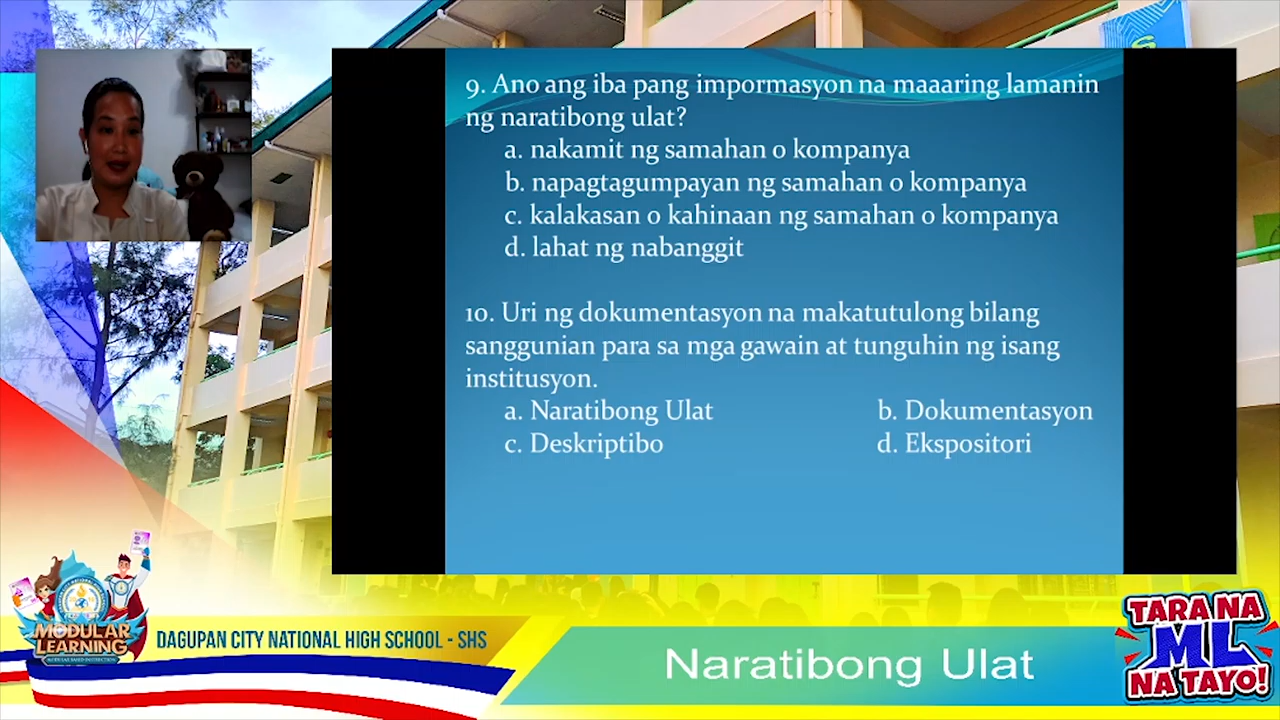 9. Ano ang iba pang impormasyon na maaaring lamanin
ng naratibong ulat?
a. nakamit ng samahan o kompanya
b. napagtagumpayan ng samahan o kompanya
c. kalakasan o kahinaan ng samahan o kompanya
d. lahat ng nabanggit
10. Uri ng dokumentasyon na makatutulong bilang
sanggunian para sa mga gawain at tunguhin ng isang
institusyon.
a. Naratibong Ulat b. Dokumentasyon
c. Deskriptibo d. Ekspositori
MODULAR
LEARNING
DAGUPAN CITY NATIONAL HIGH SCHOOL - SHS
Naratibong Ulat
TARA NA
ML
NA TAYO!